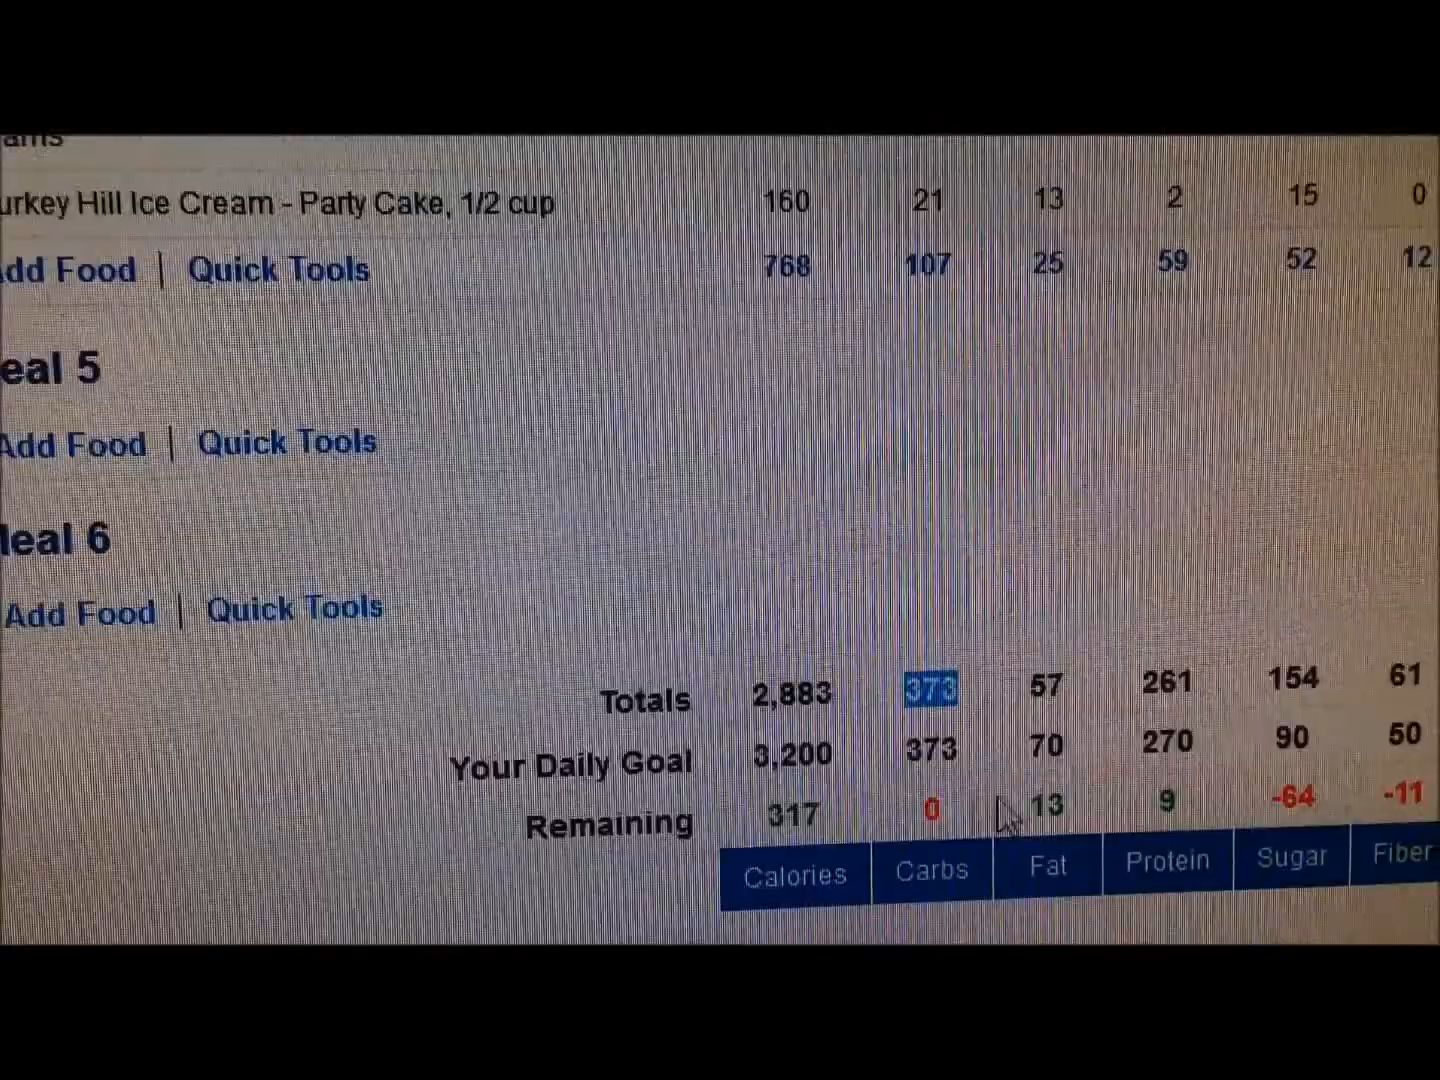 ams
urkey Hill Ice Cream - Party Cake, 1/2 cup 160 21 13 2 15 0
dd Food | Quick Tools 768 107 25 59 52 12
eal 5
Add Food | Quick Tools
eal 6
Add Food | Quick Tools
Totals 2,883 373 57 261 154 61
Your Daily Goal 3,200 373 70 270 90 50
Remaining 317 0 13 9 -64 -11
Calories Carbs Fat Protein Sugar Fiber